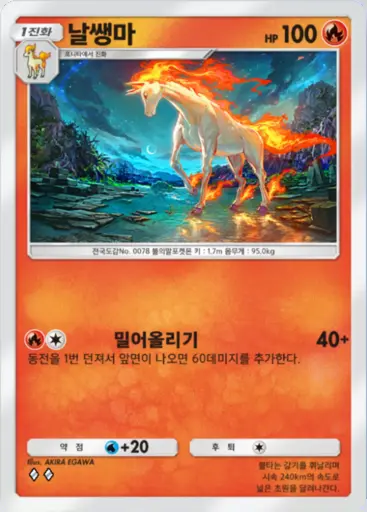 1진화
날쌩마
HP 100
포니타에서 진화
전국도감No. 0078 불의말포켓몬 키 : 1.7m 몸무게 : 95.0kg
밀어올리기 40+
동전을 1번 던져서 앞면이 나오면 60데미지를 추가한다.
약점 +20
후퇴
Illus. AKIRA EGAWA
불타는 갈기를 휘날리며
시속 240km의 속도로
넓은 초원을 달려나간다.